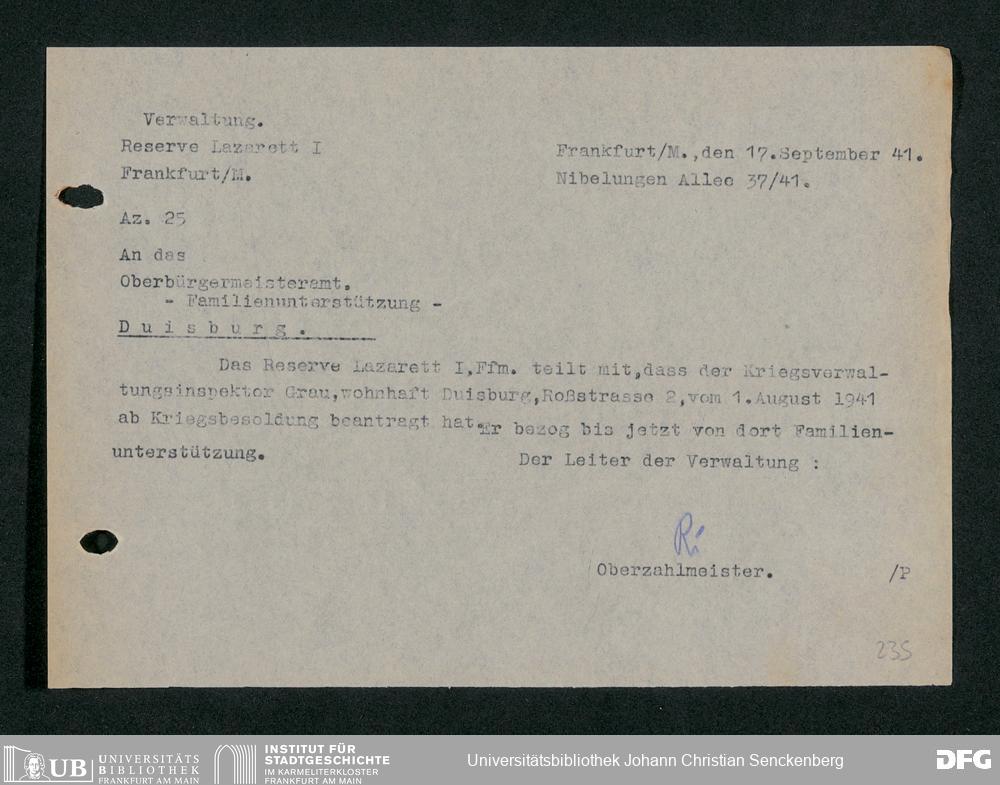 Verwaltung.
Reserve Lazarett I
Frankfurt/M.
Frankfurt/M.,den 17.September 41.
Nibelungen Allee 37/41.
Az. 25
An das
Oberbürgermeisteramt.
- Familienunterstützung -
Duisburg.
Das Reserve Lazarett I,Ffm. teilt mit,dass der Kriegsverwal-
tungsinspektor Grau,wohnhaft Duisburg,Roßstrasse 2,vom 1.August 1941
ab Kriegsbesoldung beantragt hat.Er bezog bis jetzt von dort Familien-
unterstützung.
Der Leiter der Verwaltung :
Ri
Oberzahlmeister.
/P
235
UB UNIVERSITÄTS
BIBLIOTHEK
FRANKFURT AM MAIN
INSTITUT FÜR
STADTGESCHICHTE
IM KARMELITERKLOSTER
FRANKFURT AM MAIN
Universitätsbibliothek Johann Christian Senckenberg
DFG